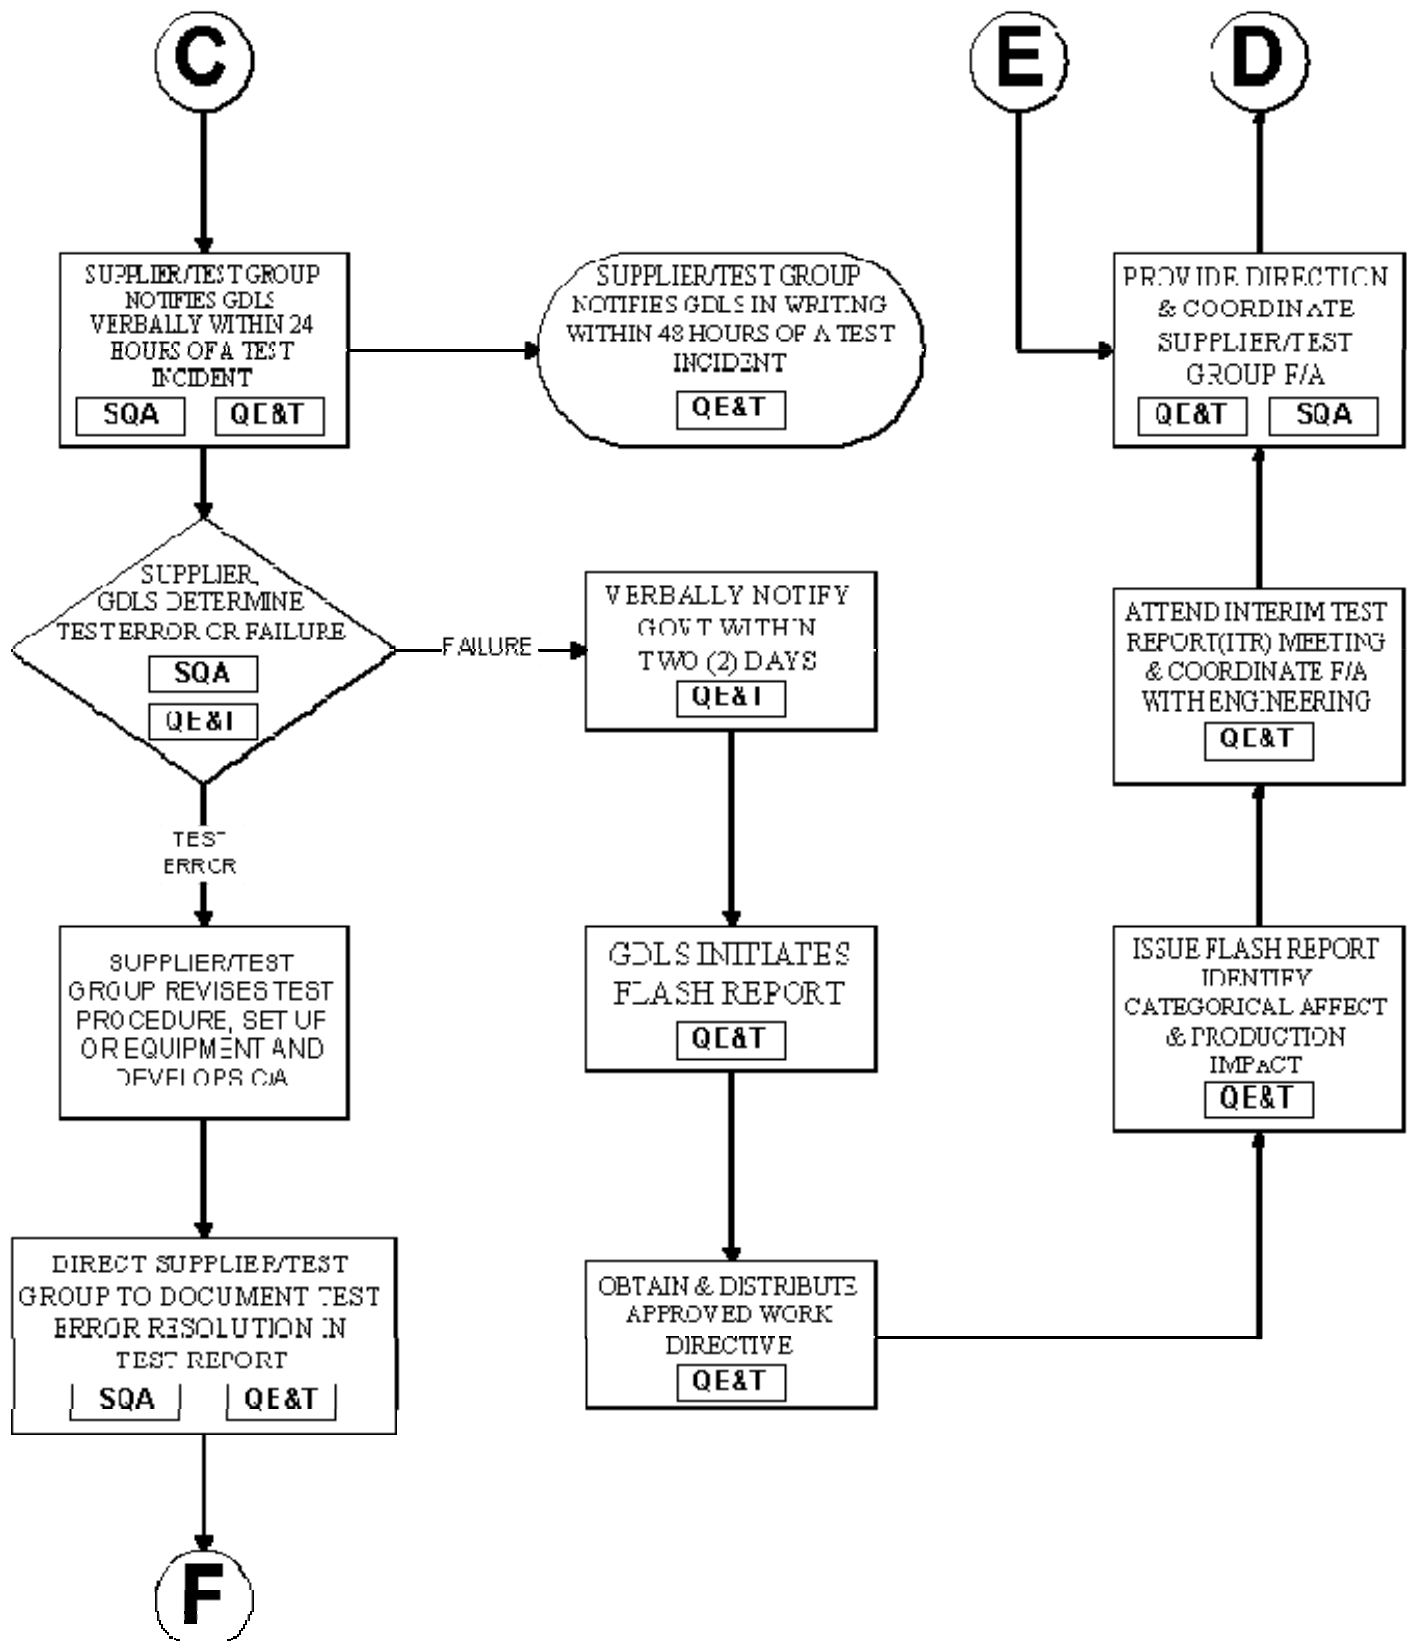 C
SUPPLIER/TEST GROUP
NOTIFIES GDLS
VERBALLY WITHIN 24
HOURS OF A TEST
INCIDENT
SQA QE&T
SUPPLIER/TEST GROUP
NOTIFIES GDLS IN WRITING
WITHIN 48 HOURS OF A TEST
INCIDENT
QE&T
SUPPLIER,
GDLS DETERMINE
TEST ERROR OR FAILURE
SQA
QE&T
FAILURE
TEST
ERROR
SUPPLIER/TEST
GROUP REVISES TEST
PROCEDURE, SET UP
OR EQUIPMENT AND
DEVELOPS C/A
DIRECT SUPPLIER/TEST
GROUP TO DOCUMENT TEST
ERROR RESOLUTION IN
TEST REPORT
SQA QE&T
F
VERBALLY NOTIFY
GOVT WITHIN
TWO (2) DAYS
QE&T
GDLS INITIATES
FLASH REPORT
QE&T
OBTAIN & DISTRIBUTE
APPROVED WORK
DIRECTIVE
QE&T
ISSUE FLASH REPORT
IDENTIFY
CATEGORICAL AFFECT
& PRODUCTION
IMPACT
QE&T
ATTEND INTERIM TEST
REPORT(ITR) MEETING
& COORDINATE F/A
WITH ENGINEERING
QE&T
E
PROVIDE DIRECTION
& COORDINATE
SUPPLIER/TEST
GROUP F/A
QE&T SQA
D